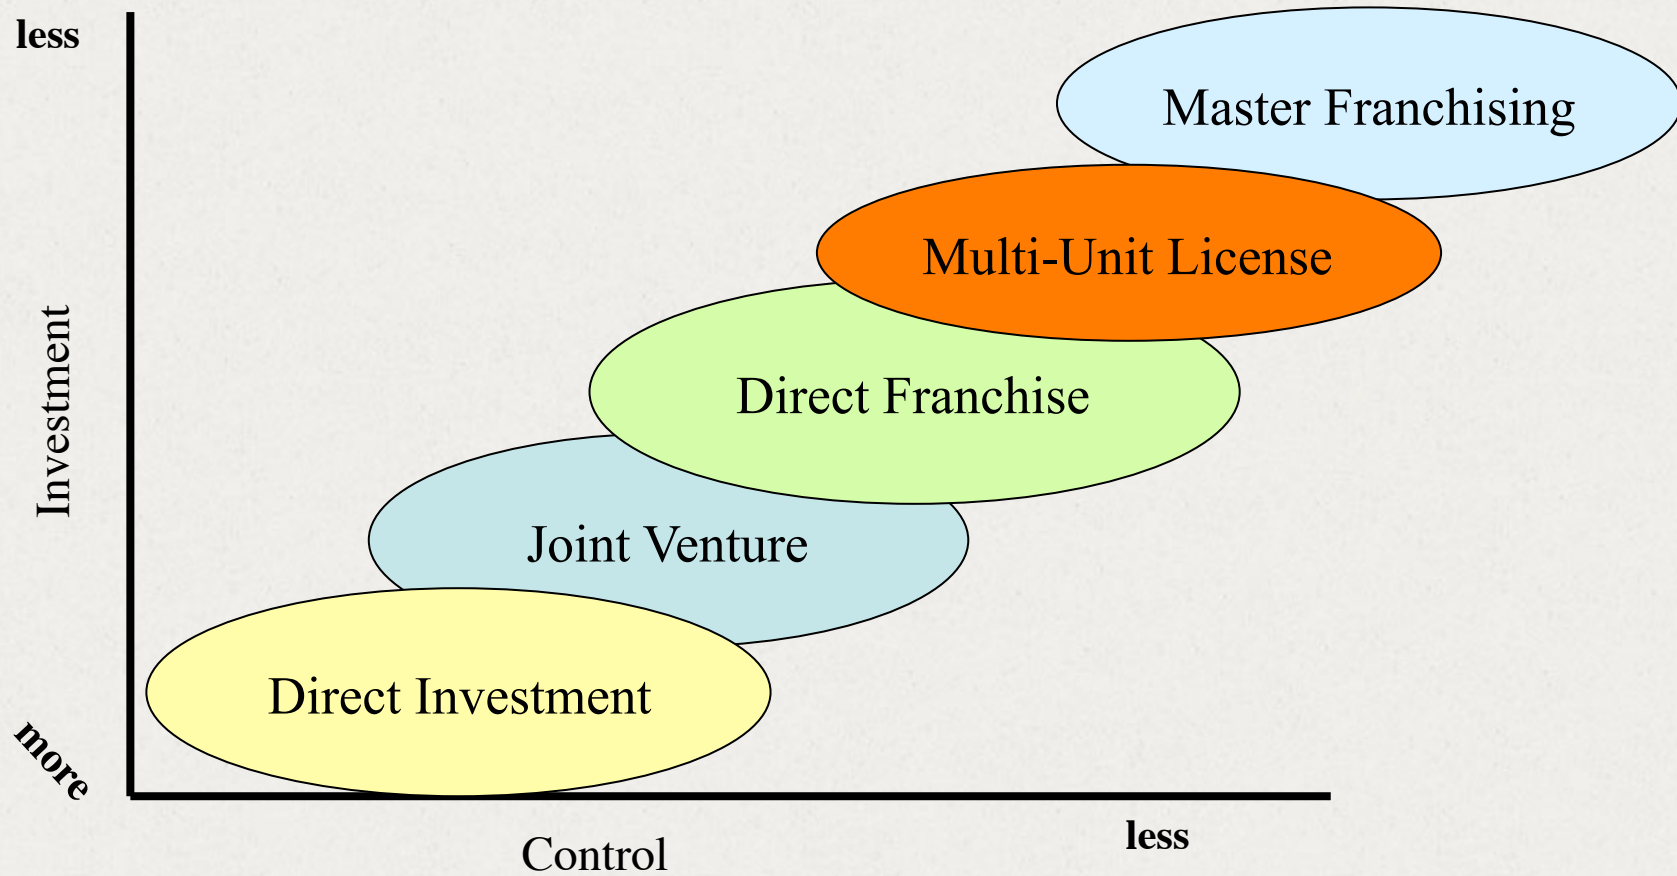 less
Master Franchising
Multi-Unit License
Investment
Direct Franchise
Joint Venture
Direct Investment
more
less
Control